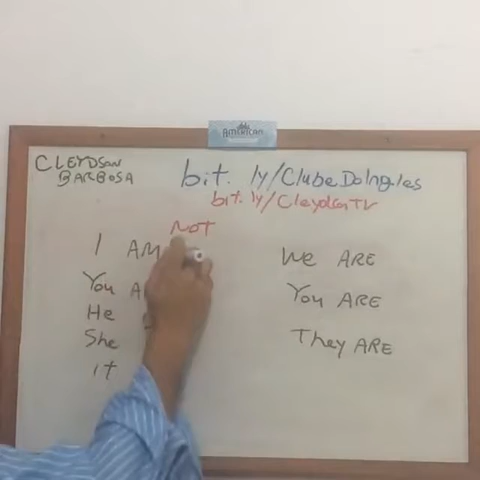 AMERICAN
CLEYDSON
BARBOSA
bit. ly/ClubeDoIngles
bit. ly/CleydsonTV
NOT
I AM
You
He
She
it
We ARE
You ARE
They ARE